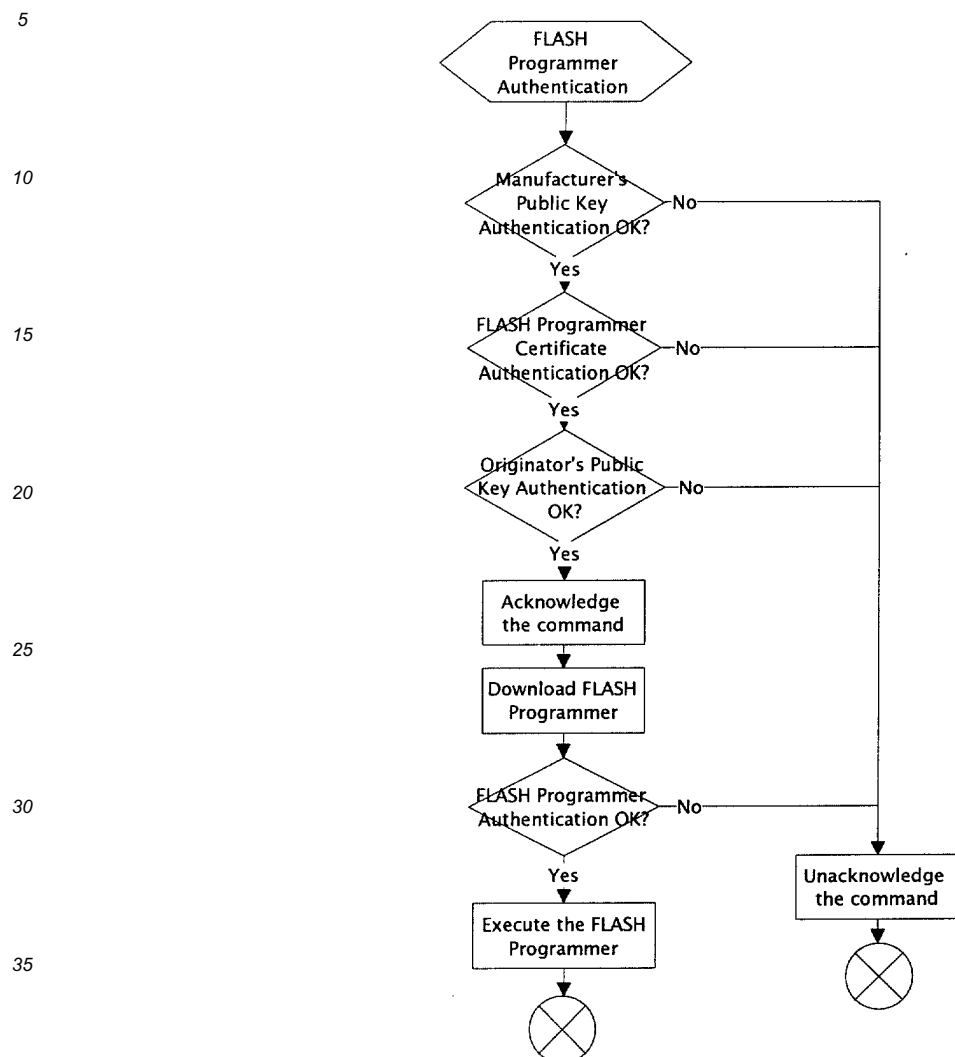 5
FLASH
Programmer
Authentication
10
Manufacturer's
Public Key
Authentication OK?
No
Yes
15
FLASH Programmer
Certificate
Authentication OK?
No
Yes
20
Originator's Public
Key Authentication
OK?
No
Yes
Acknowledge
the command
25
Download FLASH
Programmer
30
FLASH Programmer
Authentication OK?
No
Yes
Unacknowledge
the command
Execute the FLASH
Programmer
35